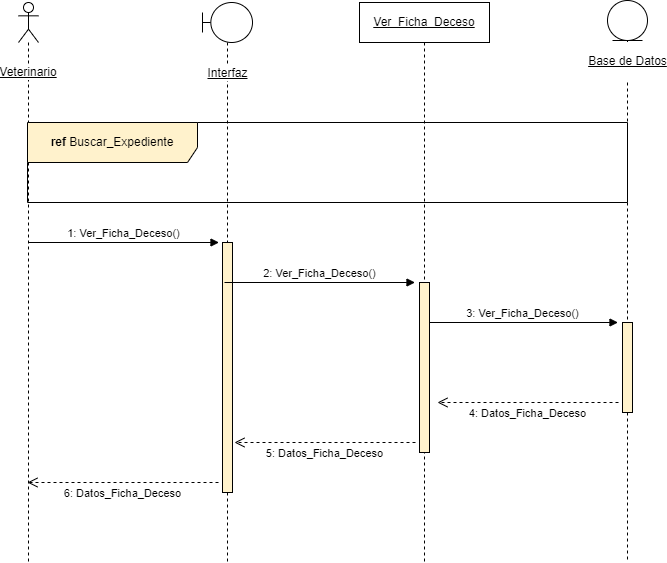 Ver_Ficha_Deceso
Base de Datos
Veterinario
Interfaz
ref Buscar_Expediente
1: Ver_Ficha_Deceso()
2: Ver_Ficha_Deceso()
3: Ver_Ficha_Deceso()
4: Datos_Ficha_Deceso
5: Datos_Ficha_Deceso
6: Datos_Ficha_Deceso